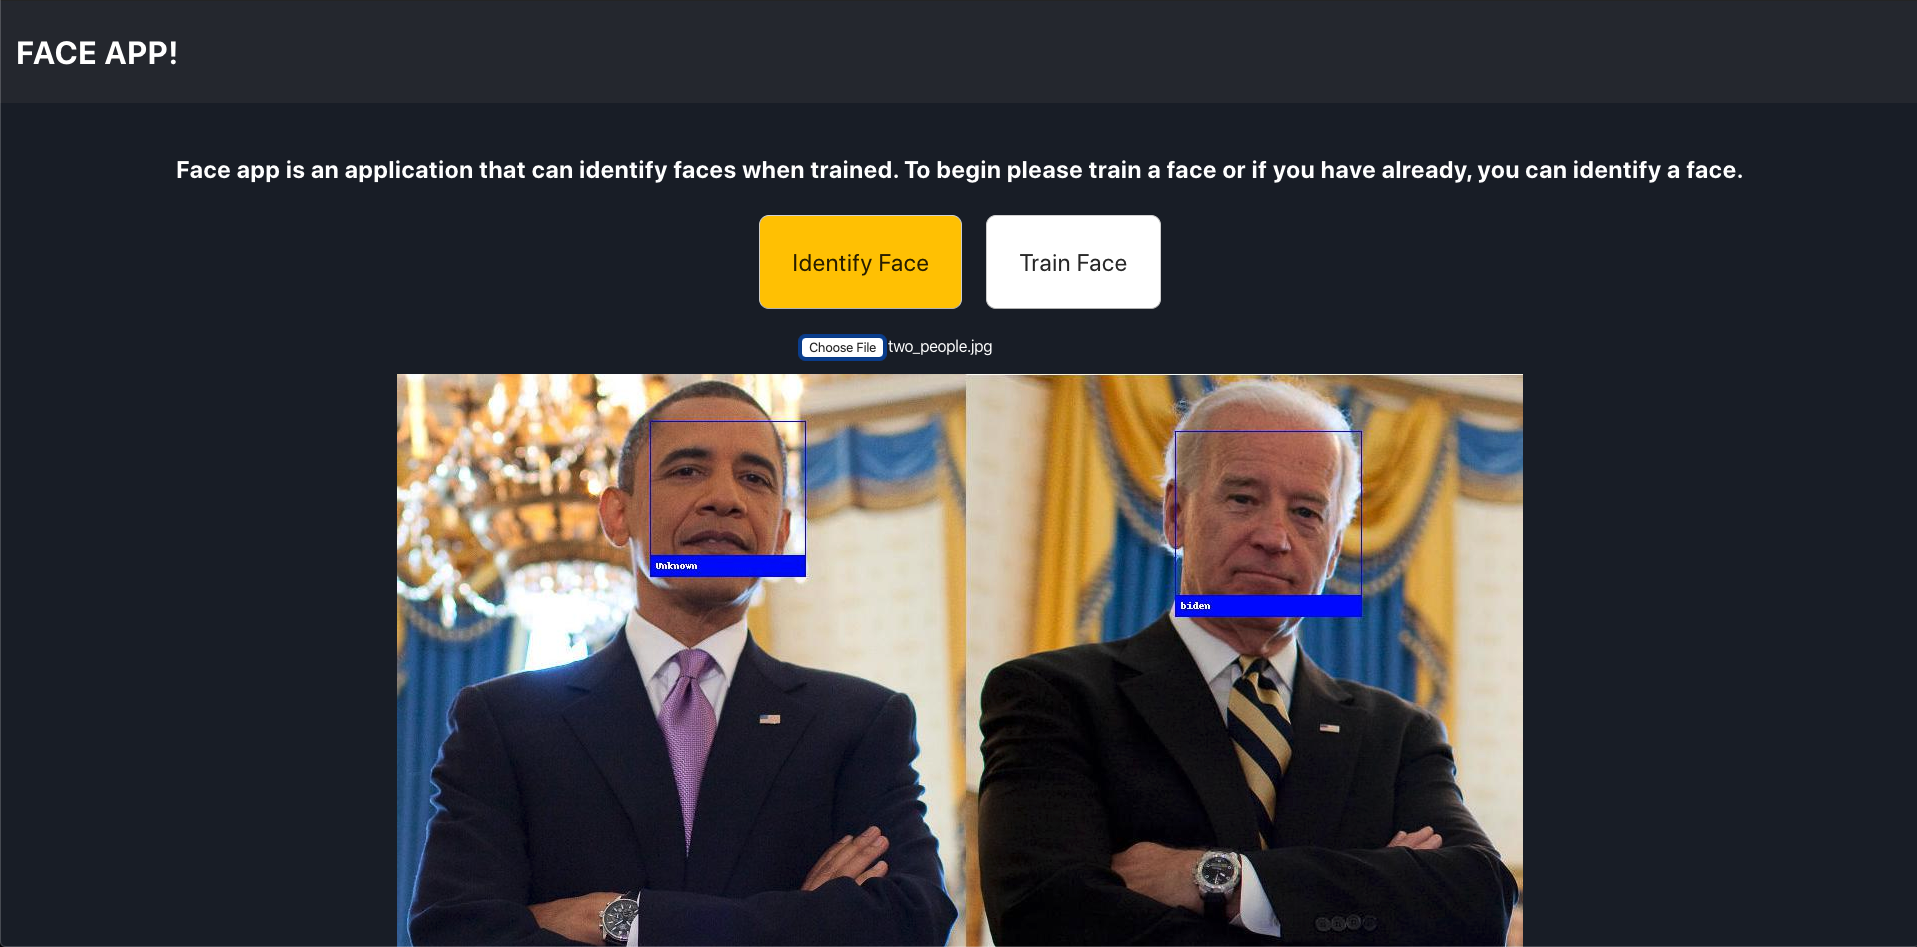 FACE APP!
Face app is an application that can identify faces when trained. To begin please train a face or if you have already, you can identify a face.
Identify Face
Train Face
Choose File two_people.jpg
Unknown
biden